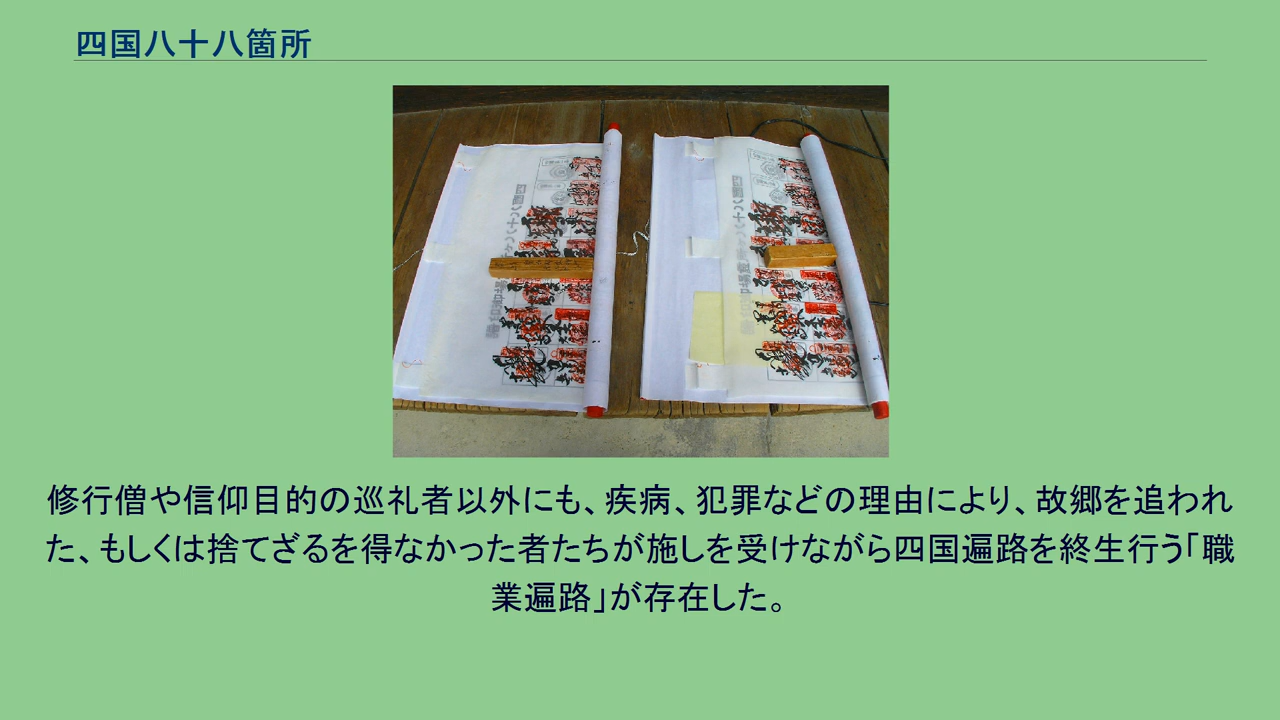 四国八十八箇所
修行僧や信仰目的の巡礼者以外にも、疾病、犯罪などの理由により、故郷を追われ
た、もしくは捨てざるを得なかった者たちが施しを受けながら四国遍路を終生行う「職
業遍路」が存在した。